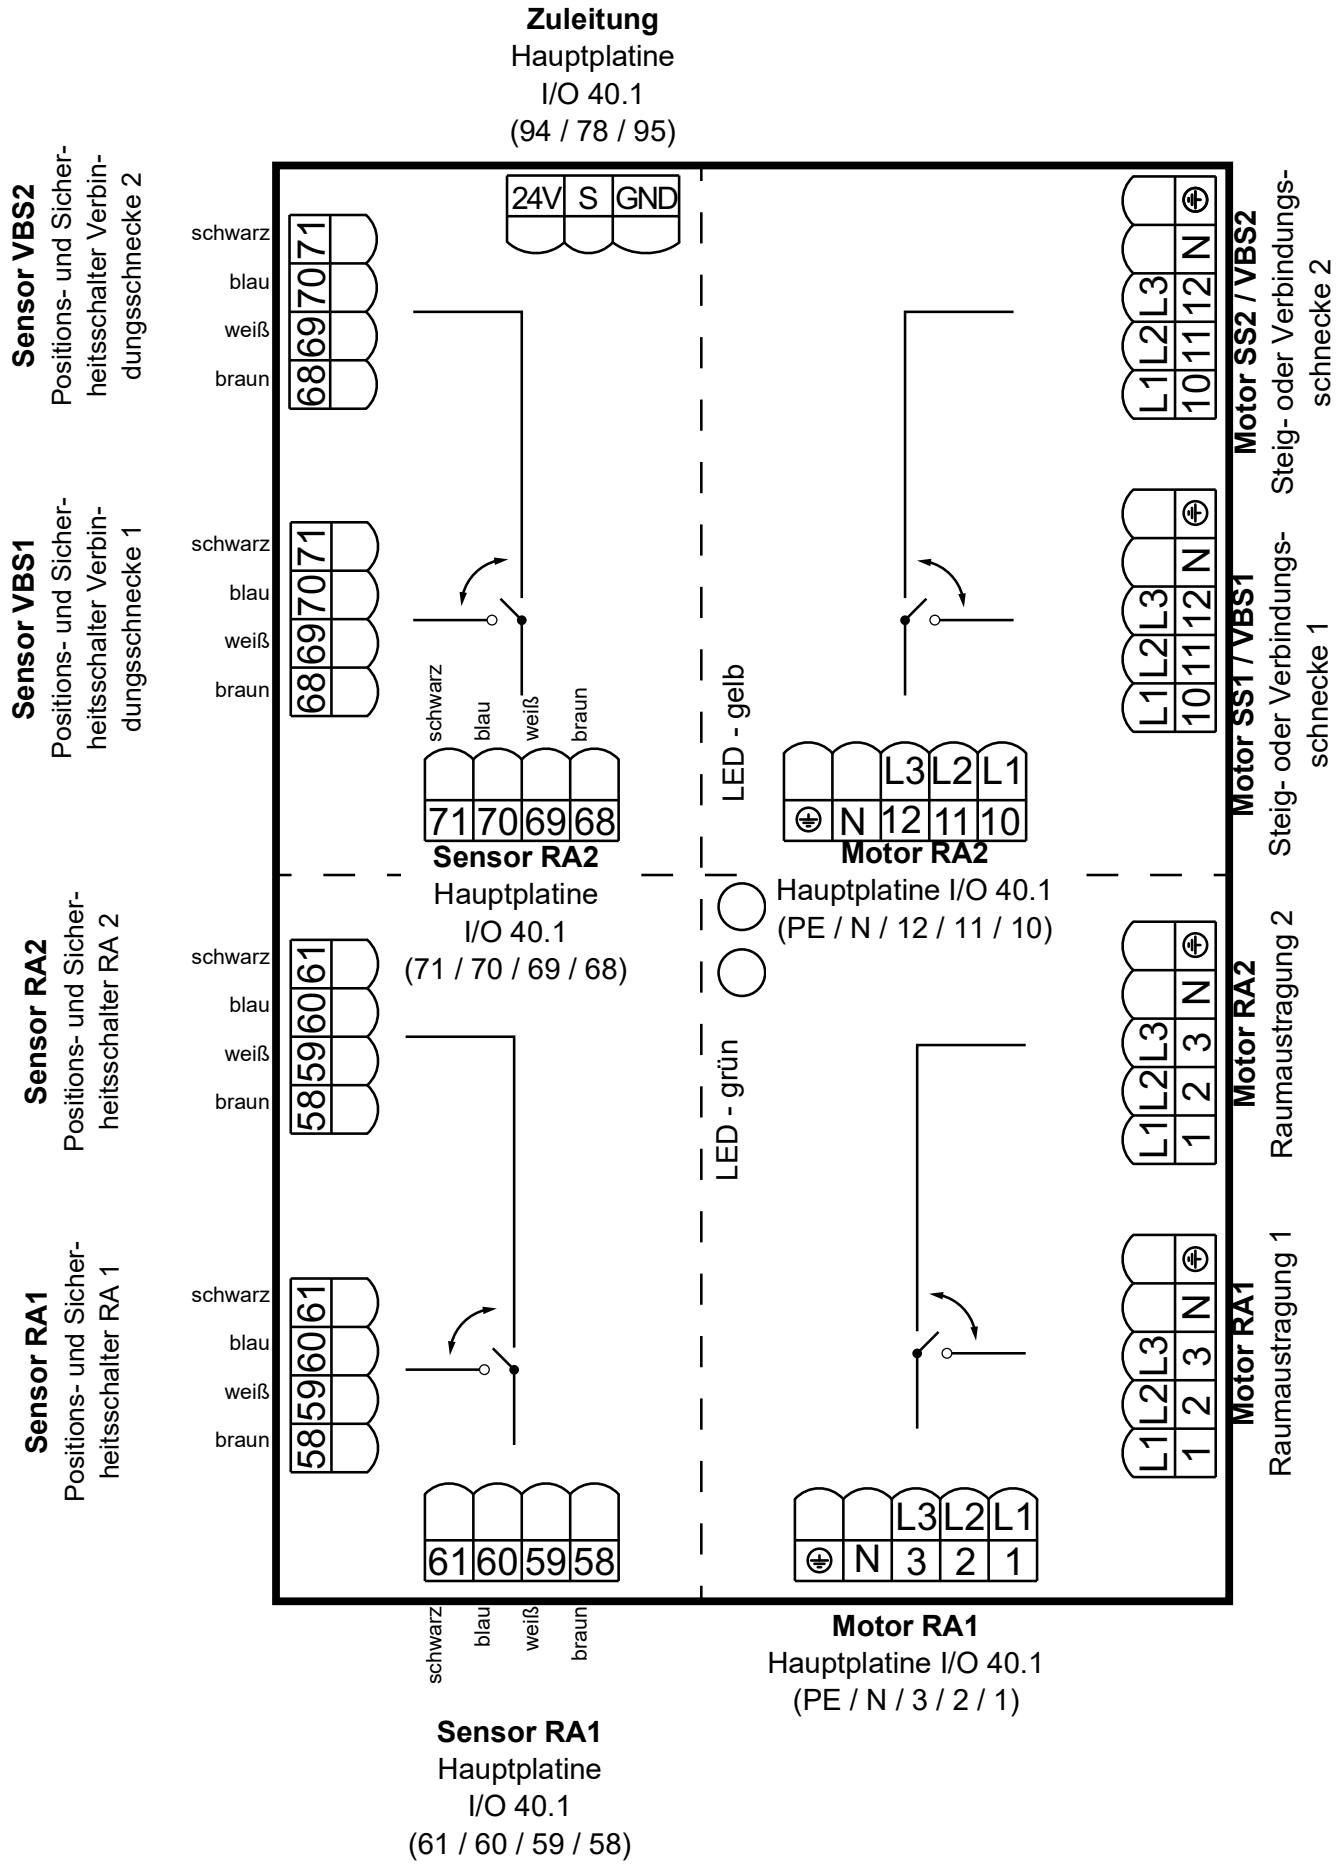 Zuleitung
Hauptplatine
I/O 40.1
(94 / 78 / 95)
24V S GND
Sensor VBS2
Positions- und Sicher-
heitsschalter Verbin-
dungsschnecke 2
schwarz
blau
weiß
braun
71
70
69
68
Motor SS2 / VBS2
Steig- oder Verbindungs-
schnecke 2
N
L3 12
L2 11
L1 10
Sensor VBS1
Positions- und Sicher-
heitsschalter Verbin-
dungsschnecke 1
schwarz
blau
weiß
braun
71
70
69
68
Motor SS1 / VBS1
Steig- oder Verbindungs-
schnecke 1
N
L3 12
L2 11
L1 10
schwarz
blau
weiß
braun
71 70 69 68
Sensor RA2
Hauptplatine
I/O 40.1
(71 / 70 / 69 / 68)
LED - gelb
L3 L2 L1
N 12 11 10
Motor RA2
Hauptplatine I/O 40.1
(PE / N / 12 / 11 / 10)
LED - grün
Sensor RA2
Positions- und Sicher-
heitsschalter RA 2
schwarz
blau
weiß
braun
61
60
59
58
Motor RA2
Raumaustragung 2
N
L3 3
L2 2
L1 1
Sensor RA1
Positions- und Sicher-
heitsschalter RA 1
schwarz
blau
weiß
braun
61
60
59
58
Motor RA1
Raumaustragung 1
N
L3 3
L2 2
L1 1
61 60 59 58
schwarz
blau
weiß
braun
Sensor RA1
Hauptplatine
I/O 40.1
(61 / 60 / 59 / 58)
L3 L2 L1
N 3 2 1
Motor RA1
Hauptplatine I/O 40.1
(PE / N / 3 / 2 / 1)